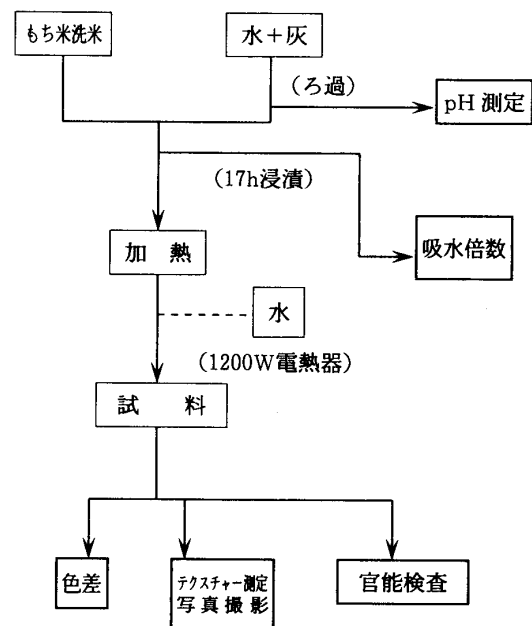 もち米洗米
水＋灰
（ろ過）
pH 測定
（17h浸漬）
吸水倍数
加 熱
水
（1200W電熱器）
試 料
色差
テクスチャー測定
写真撮影
官能検査